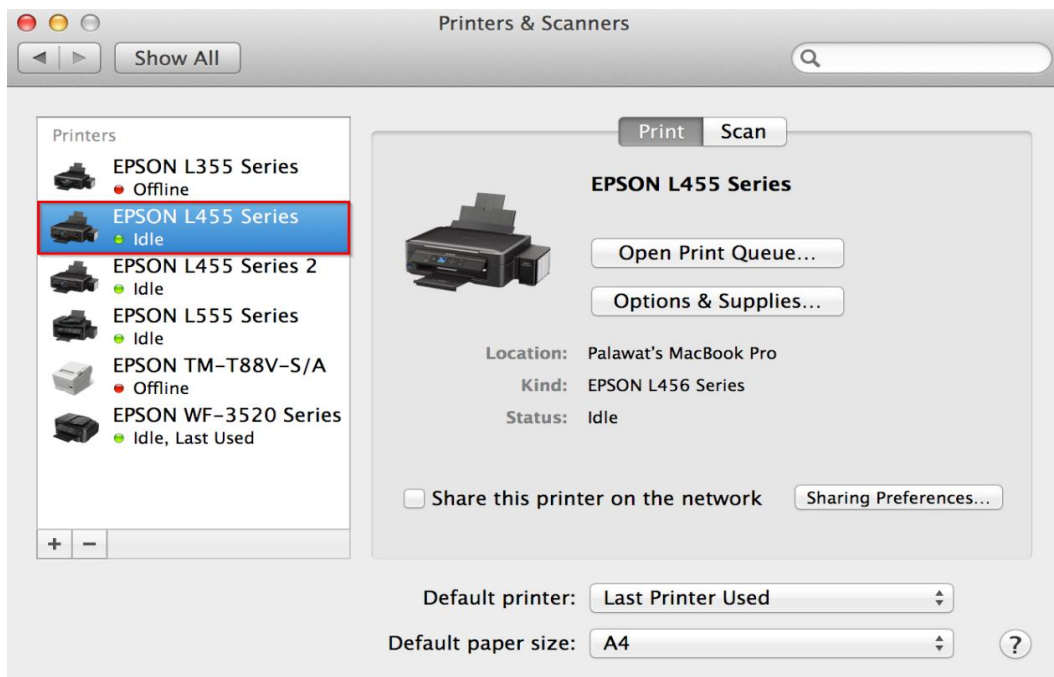 Printers & Scanners
Show All
Printers
EPSON L355 Series
Offline
EPSON L455 Series
Idle
EPSON L455 Series 2
Idle
EPSON L555 Series
Idle
EPSON TM-T88V-S/A
Offline
EPSON WF-3520 Series
Idle, Last Used
+ −
Print Scan
EPSON L455 Series
Open Print Queue...
Options & Supplies...
Location: Palawat's MacBook Pro
Kind: EPSON L456 Series
Status: Idle
Share this printer on the network Sharing Preferences...
Default printer: Last Printer Used
Default paper size: A4
?